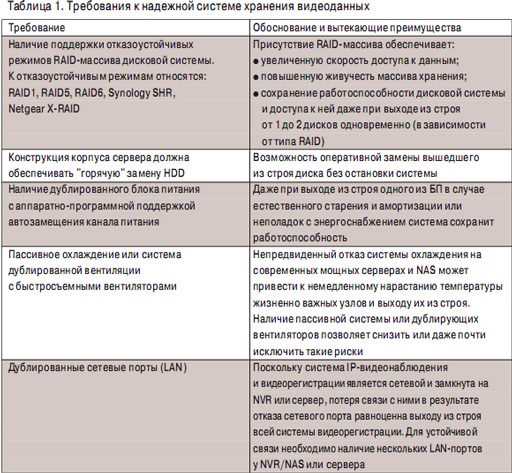 Таблица 1. Требования к надежной системе хранения видеоданных
Требование
Обоснование и вытекающие преимущества
Наличие поддержки отказоустойчивых
режимов RAID-массива дисковой системы.
К отказоустойчивым режимам относятся:
RAID1, RAID5, RAID6, Synology SHR,
Netgear X-RAID
Присутствие RAID-массива обеспечивает:
● увеличенную скорость доступа к данным;
● повышенную живучесть массива хранения;
● сохранение работоспособности дисковой системы
и доступа к ней даже при выходе из строя
от 1 до 2 дисков одновременно (в зависимости
от типа RAID)
Конструкция корпуса сервера должна
обеспечивать "горячую" замену HDD
Возможность оперативной замены вышедшего
из строя диска без остановки системы
Наличие дублированного блока питания
с аппаратно-программной поддержкой
автозамещения канала питания
Даже при выходе из строя одного из БП в случае
естественного старения и амортизации или
неполадок с энергоснабжением система сохранит
работоспособность
Пассивное охлаждение или система
дублированной вентиляции
с быстросъемными вентиляторами
Непредвиденный отказ системы охлаждения на
современных мощных серверах и NAS может
привести к немедленному нарастанию температуры
жизненно важных узлов и выходу их из строя.
Наличие пассивной системы или дублирующих
вентиляторов позволяет снизить или даже почти
исключить такие риски
Дублированные сетевые порты (LAN)
Поскольку система IP-видеонаблюдения
и видеорегистрации является сетевой и замкнута на
NVR или сервер, потеря связи с ними в результате
отказа сетевого порта равноценна выходу из строя
всей системы видеорегистрации. Для устойчивой
связи необходимо наличие нескольких LAN-портов
у NVR/NAS или сервера